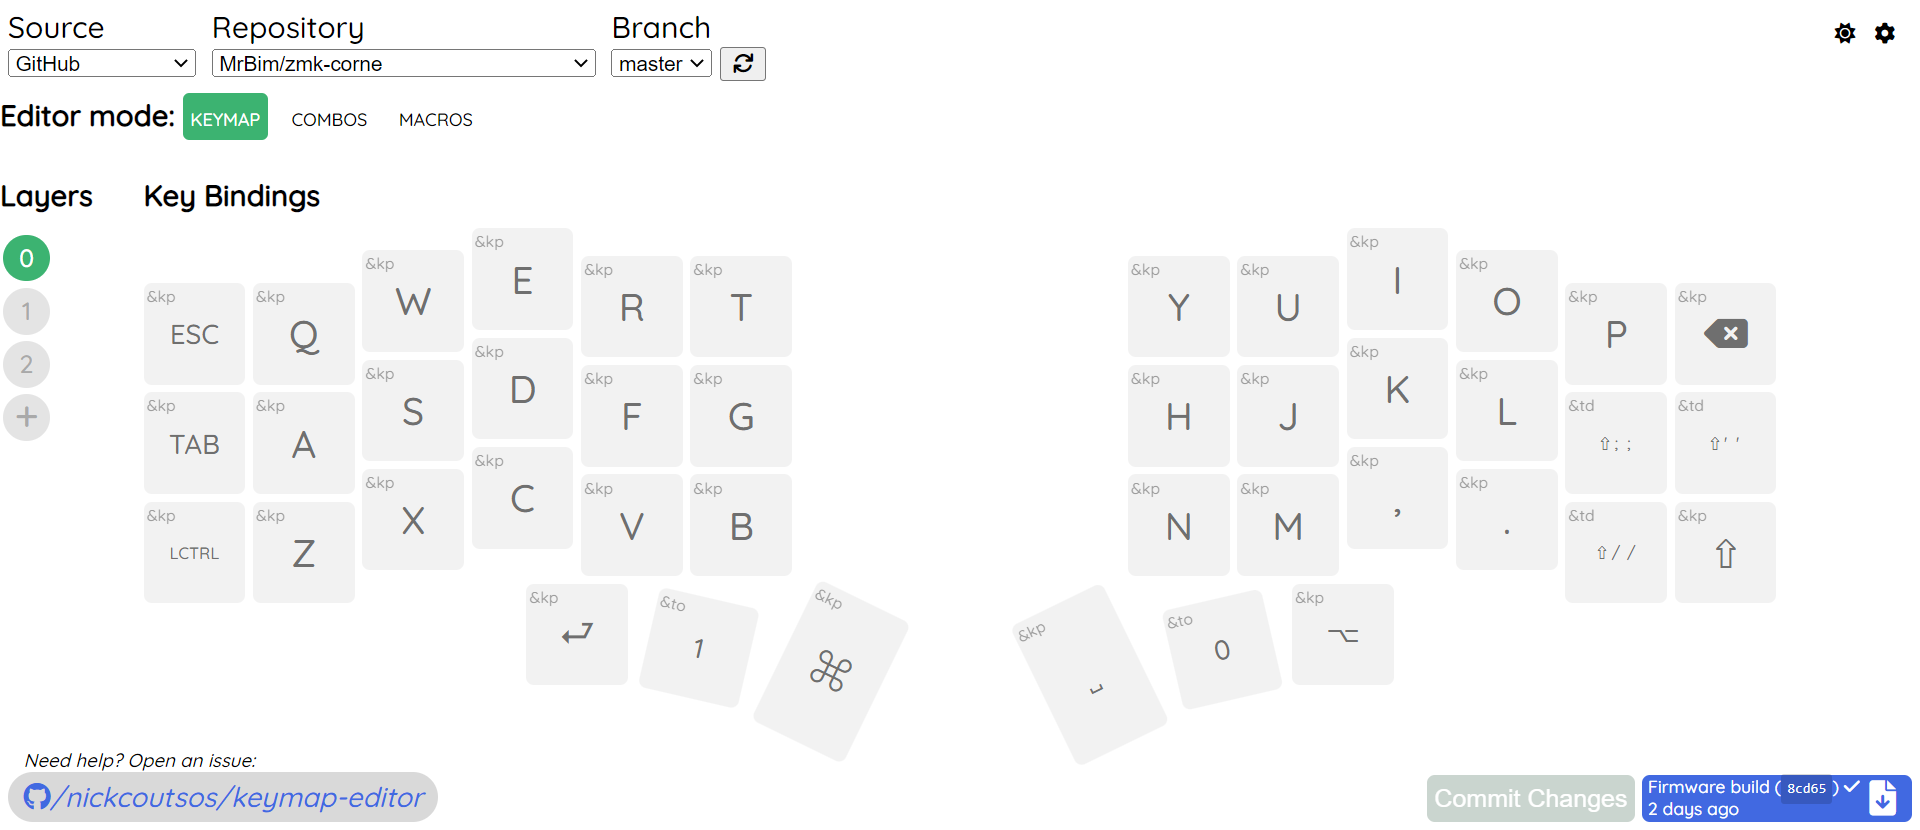 Source Repository Branch
GitHub MrBim/zmk-corne master
Editor mode: KEYMAP COMBOS MACROS
Layers Key Bindings
0
1
2
+
&kp ESC &kp Q &kp W &kp E &kp R &kp T &kp Y &kp U &kp I &kp O &kp P &kp
&kp TAB &kp A &kp S &kp D &kp F &kp G &kp H &kp J &kp K &kp L &td ⇧; ; &td ⇧' '
&kp LCTRL &kp Z &kp X &kp C &kp V &kp B &kp N &kp M &kp , &kp . &td ⇧/ / &kp ⇧
&kp ⮐ &to 1 &kp ⌘ &kp ␣ &to 0 &kp ⌥
Need help? Open an issue:
/nickcoutsos/keymap-editor
Commit Changes
Firmware build ( 8cd65 ) ✓
2 days ago